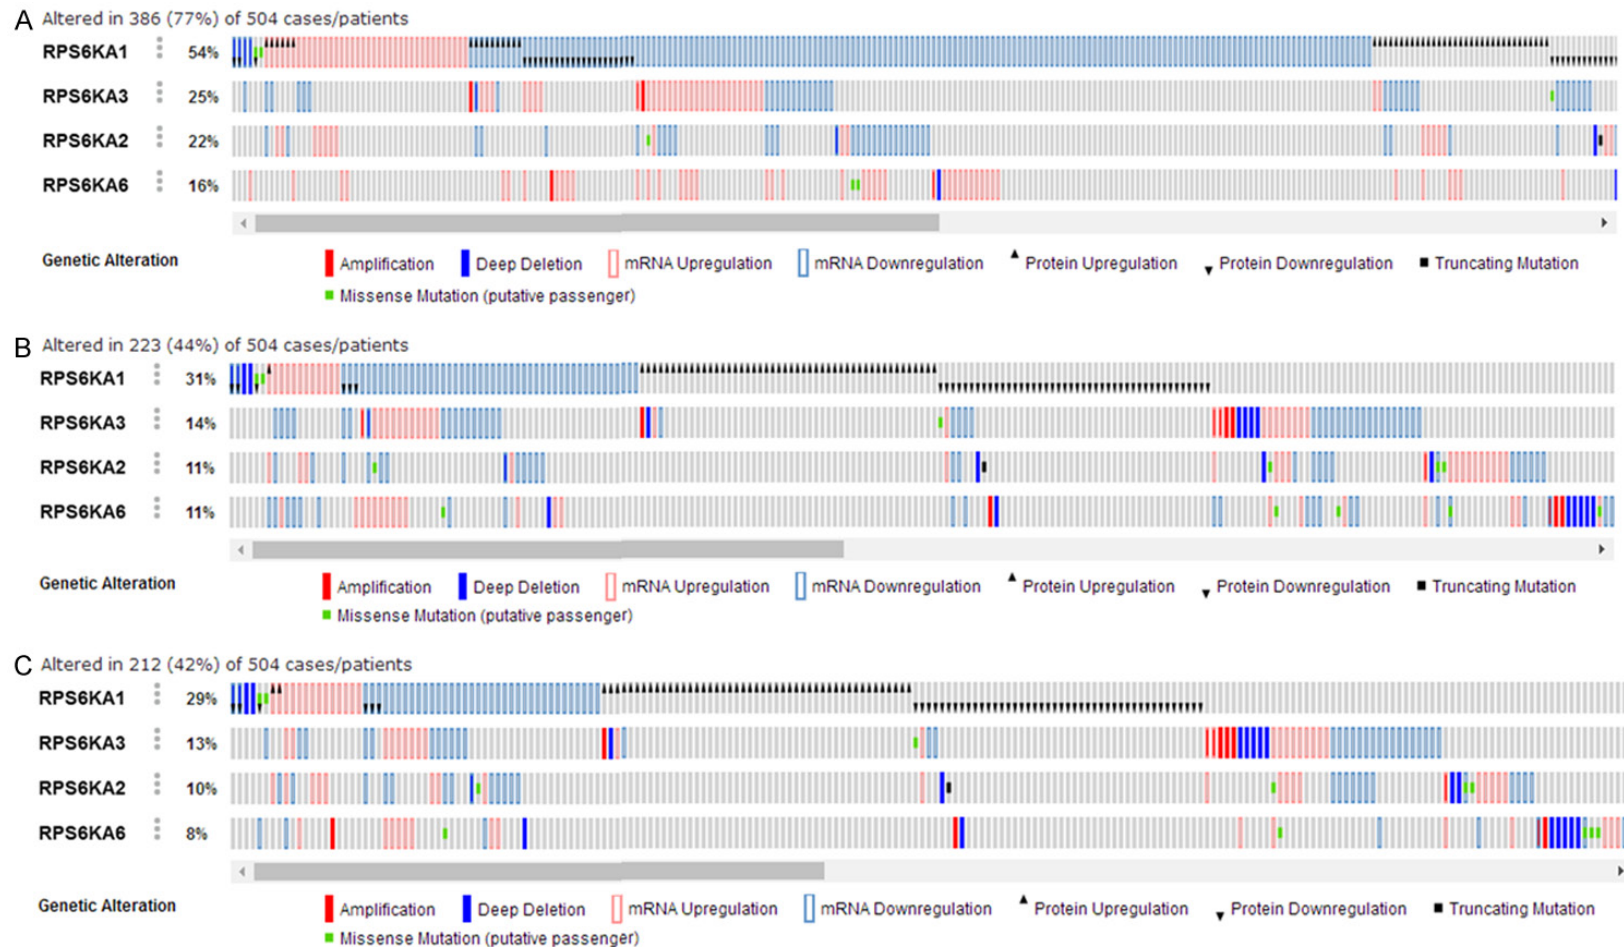 A Altered in 386 (77%) of 504 cases/patients
RPS6KA1 54%
RPS6KA3 25%
RPS6KA2 22%
RPS6KA6 16%
Genetic Alteration Amplification Deep Deletion mRNA Upregulation mRNA Downregulation Protein Upregulation Protein Downregulation Truncating Mutation
Missense Mutation (putative passenger)
B Altered in 223 (44%) of 504 cases/patients
RPS6KA1 31%
RPS6KA3 14%
RPS6KA2 11%
RPS6KA6 11%
Genetic Alteration Amplification Deep Deletion mRNA Upregulation mRNA Downregulation Protein Upregulation Protein Downregulation Truncating Mutation
Missense Mutation (putative passenger)
C Altered in 212 (42%) of 504 cases/patients
RPS6KA1 29%
RPS6KA3 13%
RPS6KA2 10%
RPS6KA6 8%
Genetic Alteration Amplification Deep Deletion mRNA Upregulation mRNA Downregulation Protein Upregulation Protein Downregulation Truncating Mutation
Missense Mutation (putative passenger)